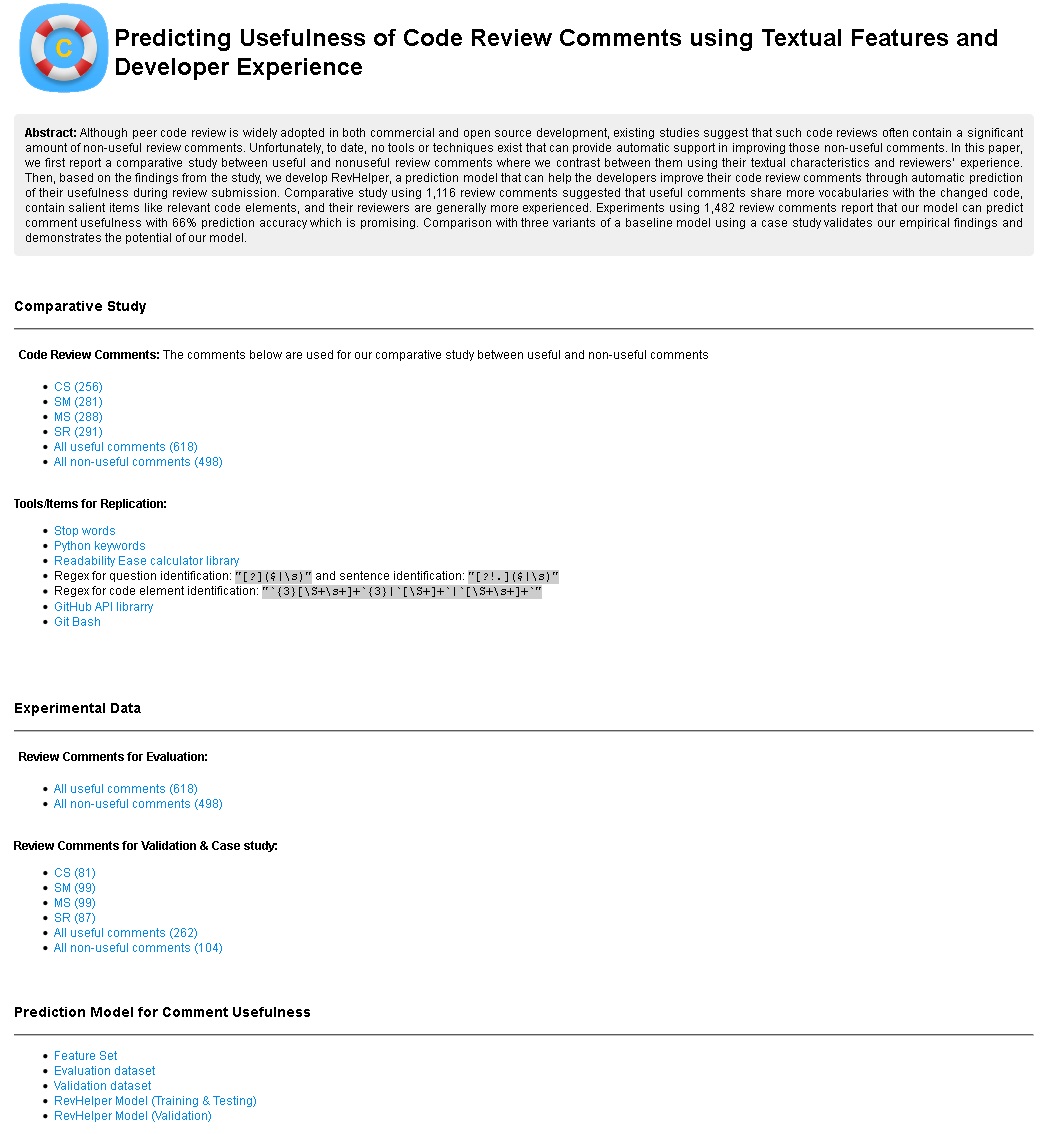 C
Predicting Usefulness of Code Review Comments using Textual Features and
Developer Experience
Abstract: Although peer code review is widely adopted in both commercial and open source development, existing studies suggest that such code reviews often contain a significant
amount of non-useful review comments. Unfortunately, to date, no tools or techniques exist that can provide automatic support in improving those non-useful comments. In this paper,
we first report a comparative study between useful and nonuseful review comments where we contrast between them using their textual characteristics and reviewers' experience.
Then, based on the findings from the study, we develop RevHelper, a prediction model that can help the developers improve their code review comments through automatic prediction
of their usefulness during review submission. Comparative study using 1,116 review comments suggested that useful comments share more vocabularies with the changed code,
contain salient items like relevant code elements, and their reviewers are generally more experienced. Experiments using 1,482 review comments report that our model can predict
comment usefulness with 66% prediction accuracy which is promising. Comparison with three variants of a baseline model using a case study validates our empirical findings and
demonstrates the potential of our model.
Comparative Study
Code Review Comments: The comments below are used for our comparative study between useful and non-useful comments
• CS (256)
• SM (281)
• MS (288)
• SR (291)
• All useful comments (618)
• All non-useful comments (498)
Tools/Items for Replication:
• Stop words
• Python keywords
• Readability Ease calculator library
• Regex for question identification: "[?]($|\s)" and sentence identification: "[?!.]($|\s)"
• Regex for code element identification: "`{3}[\S+\s+]+`{3}|`[\S+]+`|`[\S+\s+]+`"
• GitHub API librarry
• Git Bash
Experimental Data
Review Comments for Evaluation:
• All useful comments (618)
• All non-useful comments (498)
Review Comments for Validation & Case study:
• CS (81)
• SM (99)
• MS (99)
• SR (87)
• All useful comments (262)
• All non-useful comments (104)
Prediction Model for Comment Usefulness
• Feature Set
• Evaluation dataset
• Validation dataset
• RevHelper Model (Training & Testing)
• RevHelper Model (Validation)